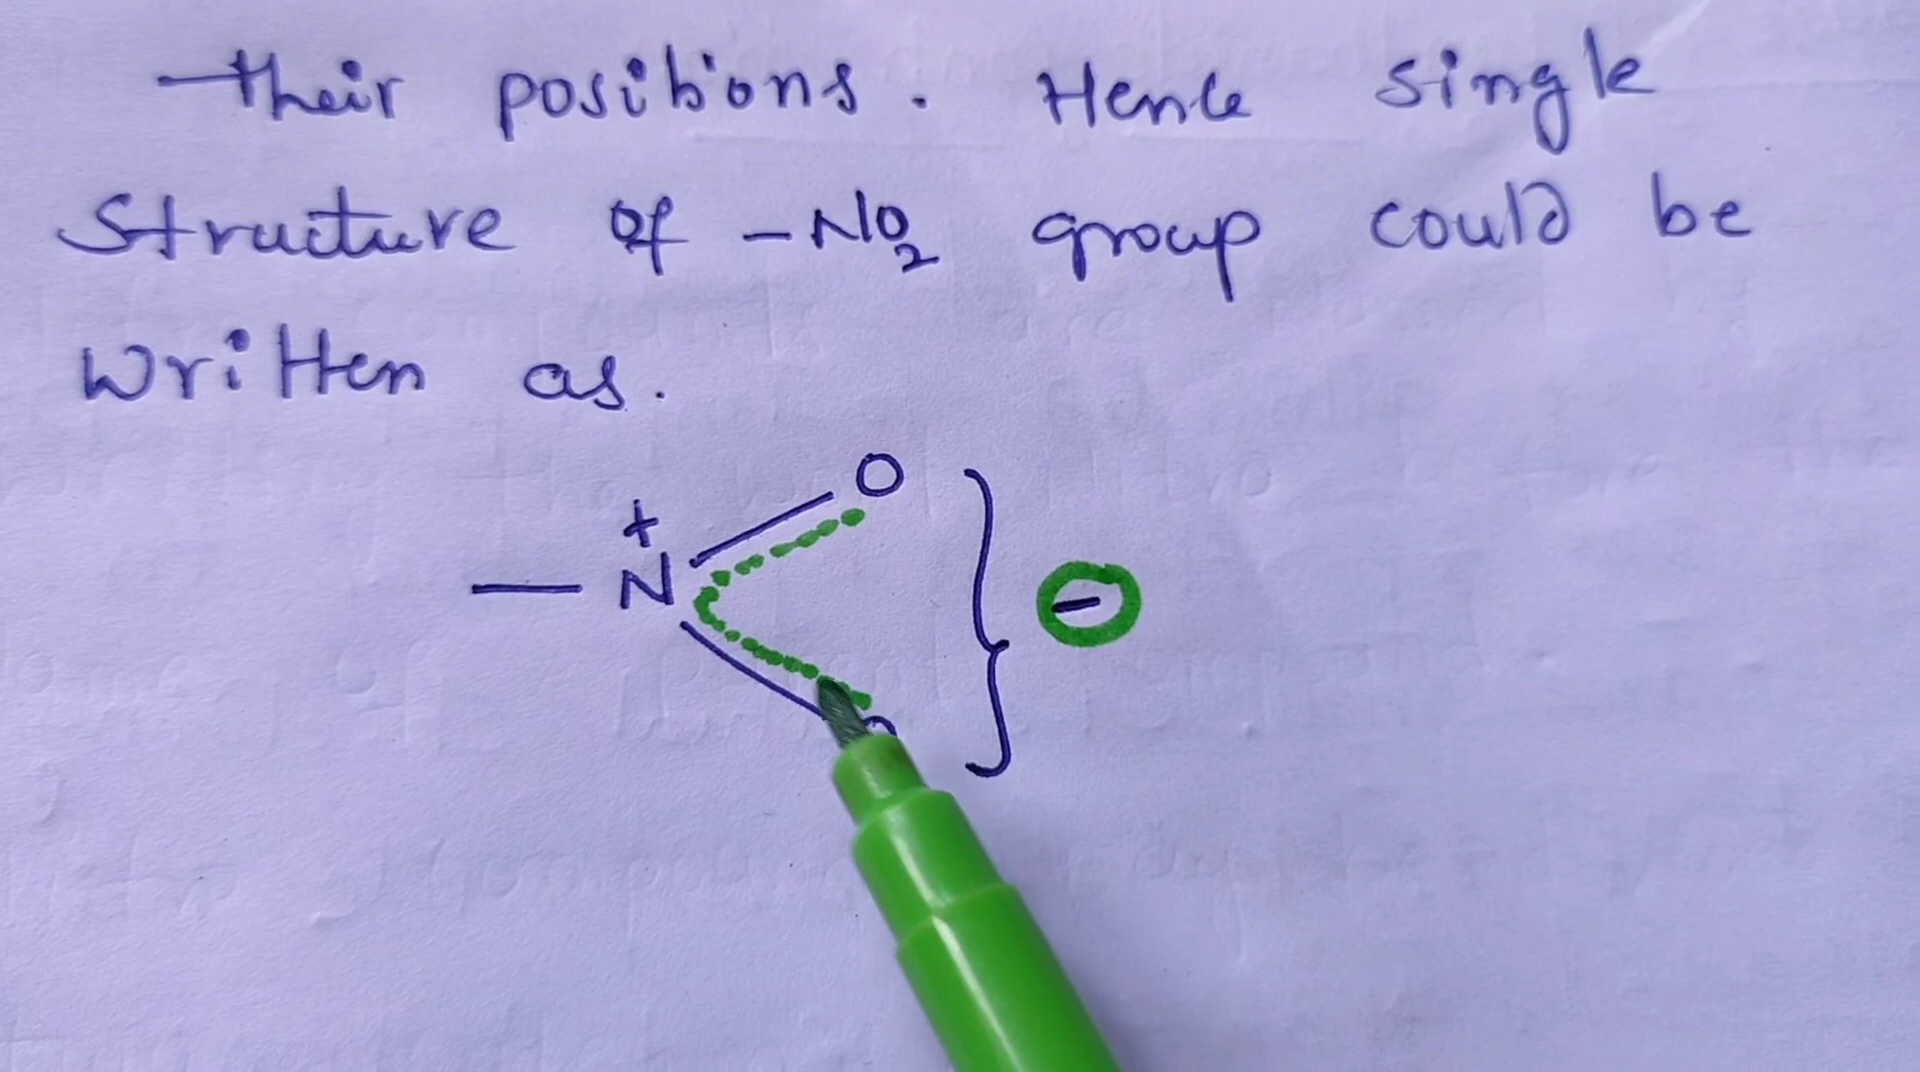 their positions. Hence single
structure of -NO2 group could be
written as.
O
+
— N
-